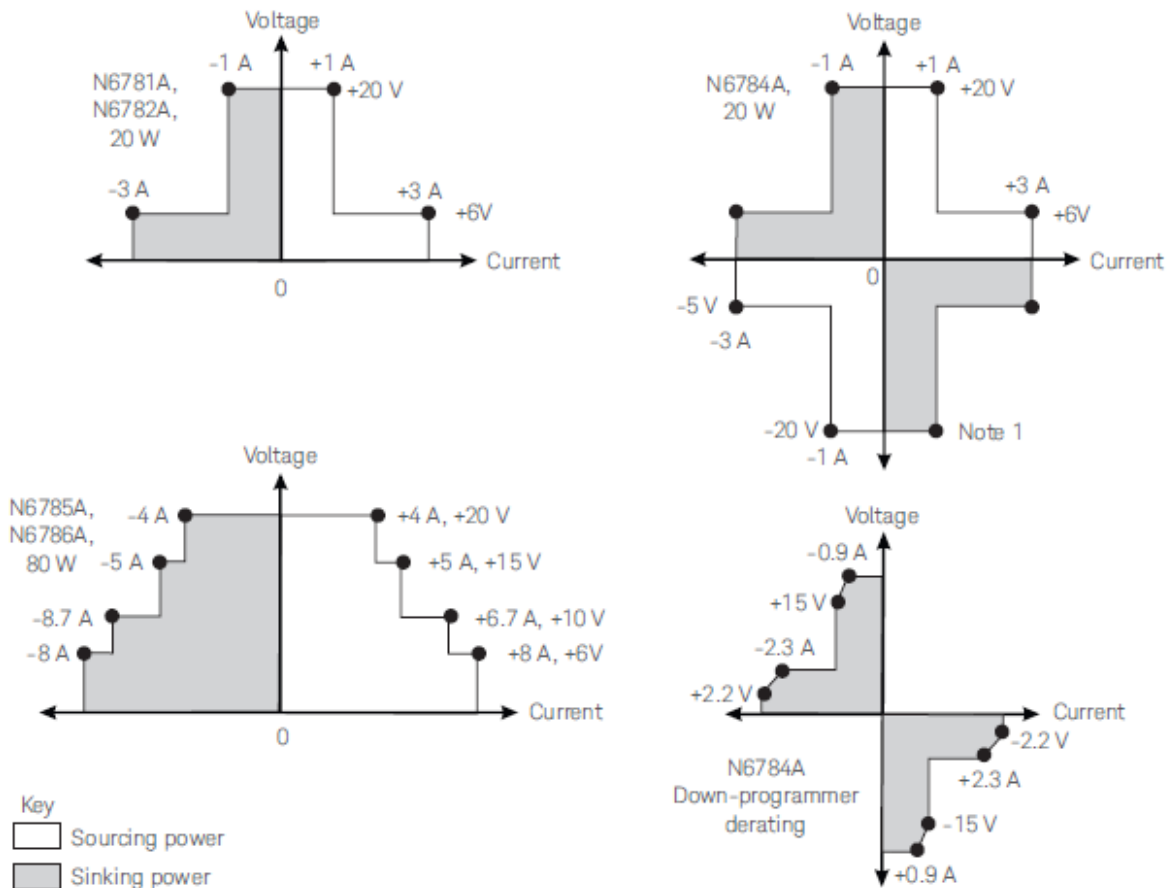 Voltage
-1 A
+1 A
N6781A,
N6782A,
20 W
+20 V
-3 A
+3 A
+6V
Current
0
Voltage
-1 A
+1 A
N6784A,
20 W
+20 V
+3 A
+6V
Current
0
-5 V
-3 A
-20 V
-1 A
Note 1
Voltage
N6785A,
N6786A,
80 W
-4 A
+4 A, +20 V
-5 A
+5 A, +15 V
-8.7 A
+6.7 A, +10 V
-8 A
+8 A, +6V
Current
0
Voltage
-0.9 A
+15 V
-2.3 A
+2.2 V
Current
-2.2 V
+2.3 A
-15 V
+0.9 A
N6784A
Down-programmer
derating
Key
Sourcing power
Sinking power